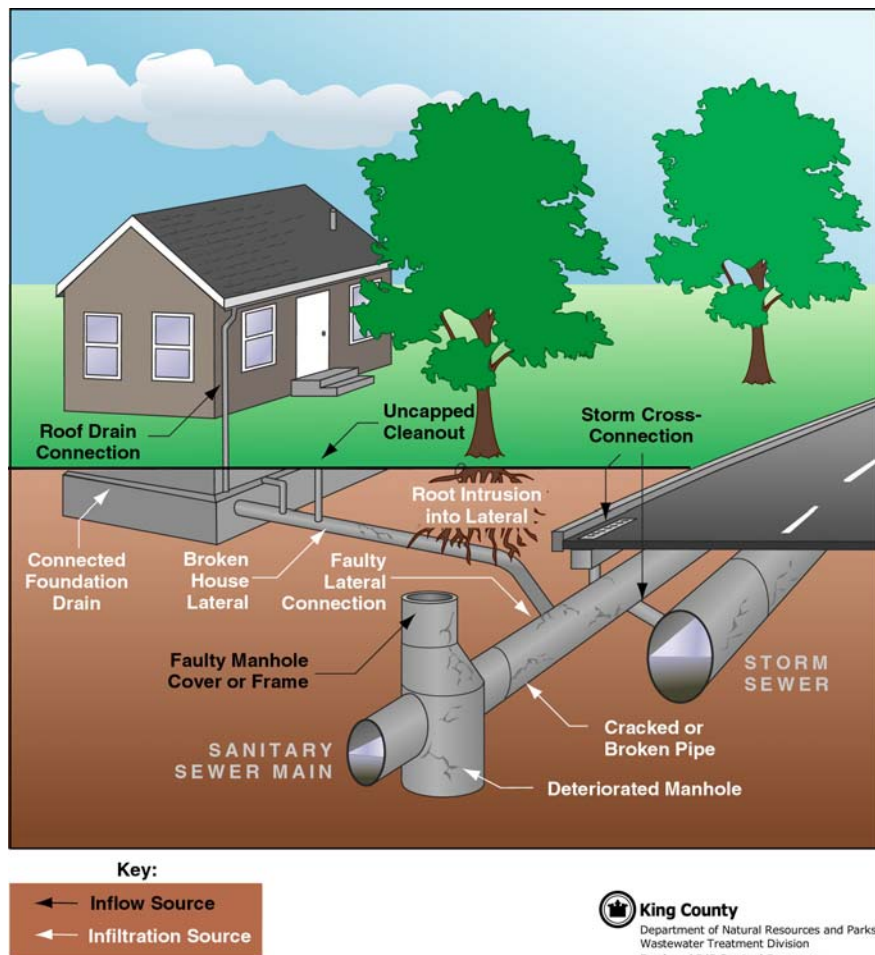 Roof Drain
Connection
Uncapped
Cleanout
Storm Cross-
Connection
Root Intrusion
into Lateral
Connected
Foundation
Drain
Broken
House
Lateral
Faulty
Lateral
Connection
Faulty Manhole
Cover or Frame
STORM
SEWER
SANITARY
SEWER MAIN
Cracked or
Broken Pipe
Deteriorated Manhole
Key:
Inflow Source
Infiltration Source
King County
Department of Natural Resources and Parks
Wastewater Treatment Division